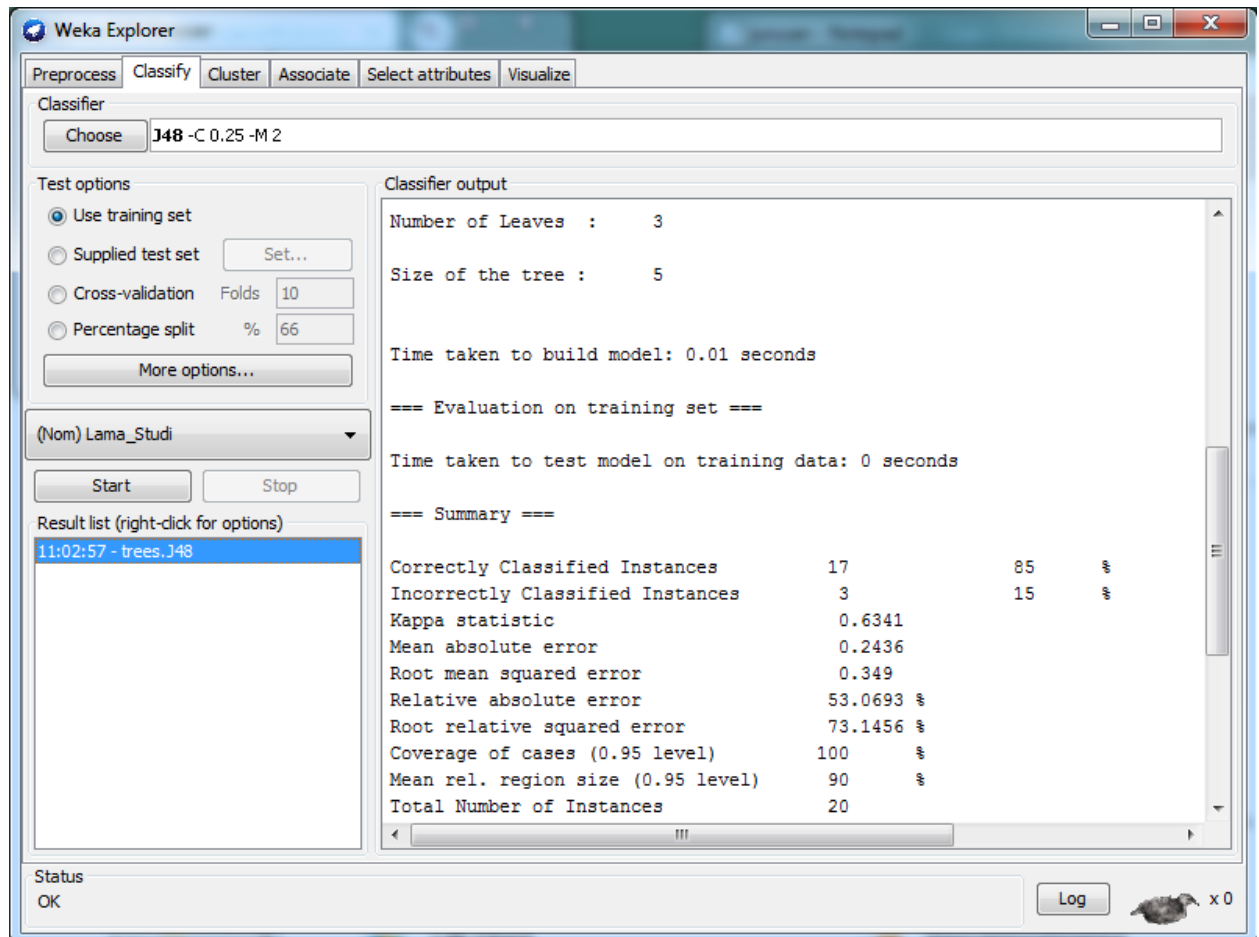 Weka Explorer
Preprocess Classify Cluster Associate Select attributes Visualize
Classifier
Choose J48 -C 0.25 -M 2
Test options
Use training set
Supplied test set Set...
Cross-validation Folds 10
Percentage split % 66
More options...
(Nom) Lama_Studi
Start Stop
Result list (right-click for options)
11:02:57 - trees.J48
Classifier output
Number of Leaves : 3
Size of the tree : 5
Time taken to build model: 0.01 seconds
=== Evaluation on training set ===
Time taken to test model on training data: 0 seconds
=== Summary ===
Correctly Classified Instances 17 85 %
Incorrectly Classified Instances 3 15 %
Kappa statistic 0.6341
Mean absolute error 0.2436
Root mean squared error 0.349
Relative absolute error 53.0693 %
Root relative squared error 73.1456 %
Coverage of cases (0.95 level) 100 %
Mean rel. region size (0.95 level) 90 %
Total Number of Instances 20
Status
OK
Log x 0